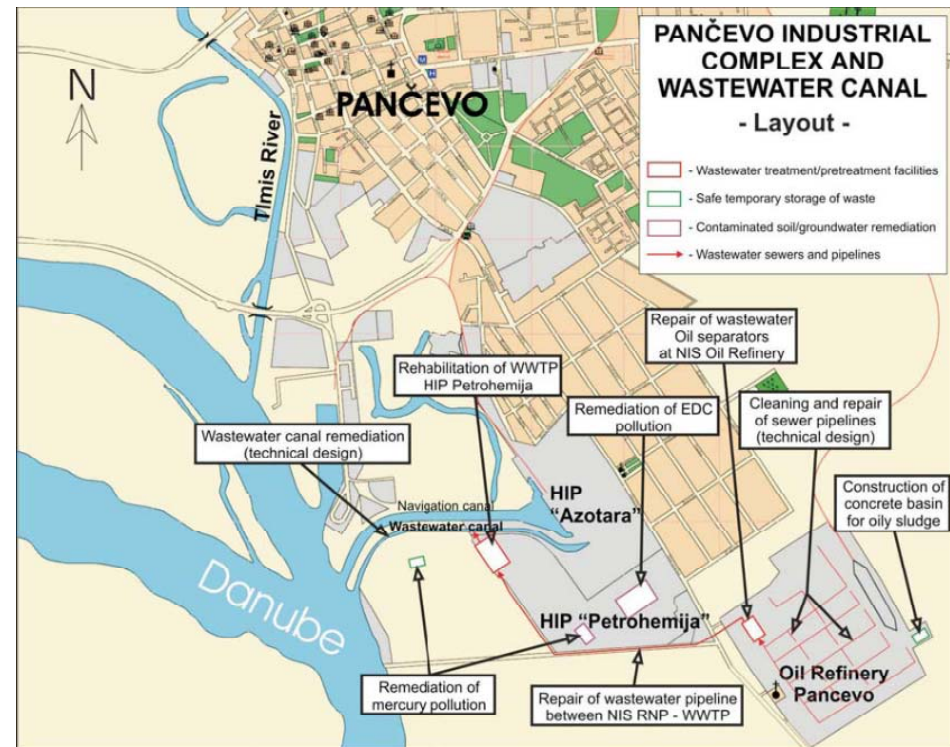 PANČEVO INDUSTRIAL
COMPLEX AND
WASTEWATER CANAL
- Layout -
- Wastewater treatment/pretreatment facilities
- Safe temporary storage of waste
- Contaminated soil/groundwater remediation
- Wastewater sewers and pipelines
N
PANČEVO
Timis River
Repair of wastewater
Oil separators
at NIS Oil Refinery
Rehabilitation of WWTP
HIP Petrohemija
Remediation of EDC
pollution
Cleaning and repair
of sewer pipelines
(technical design)
Wastewater canal remediation
(technical design)
Construction of
concrete basin
for oily sludge
HIP
"Azotara"
Navigation canal
Wastewater canal
Danube
HIP "Petrohemija"
Oil Refinery
Pancevo
Remediation of
mercury pollution
Repair of wastewater pipeline
between NIS RNP - WWTP